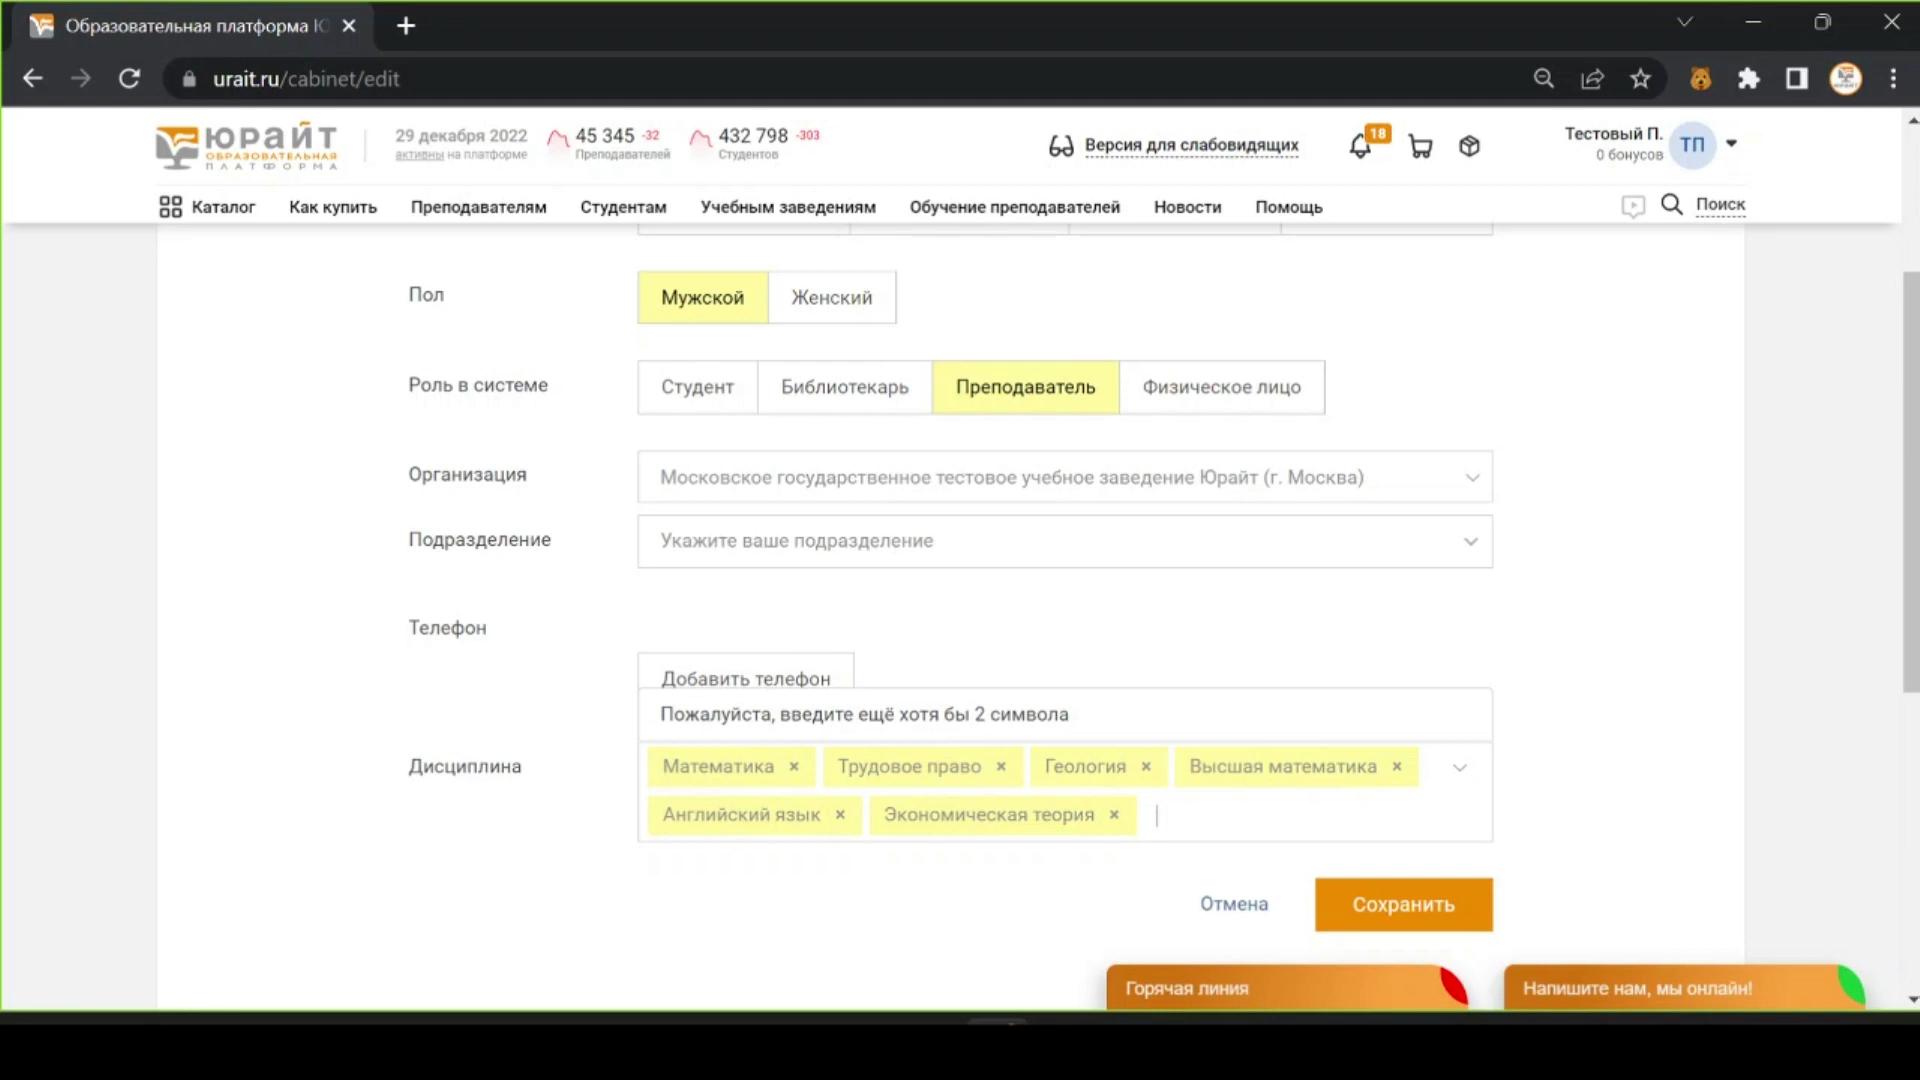 Образовательная платформа Ю
urait.ru/cabinet/edit
ЮРАЙТ
ОБРАЗОВАТЕЛЬНАЯ
ПЛАТФОРМА
29 декабря 2022
активны на платформе
45 345 -32
Преподавателей
432 798 -303
Студентов
Версия для слабовидящих
18
Тестовый П.
0 бонусов
ТП
Каталог
Как купить
Преподавателям
Студентам
Учебным заведениям
Обучение преподавателей
Новости
Помощь
Поиск
Пол
Мужской
Женский
Роль в системе
Студент
Библиотекарь
Преподаватель
Физическое лицо
Организация
Московское государственное тестовое учебное заведение Юрайт (г. Москва)
Подразделение
Укажите ваше подразделение
Телефон
Добавить телефон
Пожалуйста, введите ещё хотя бы 2 символа
Дисциплина
Математика ×
Трудовое право ×
Геология ×
Высшая математика ×
Английский язык ×
Экономическая теория ×
Отмена
Сохранить
Горячая линия
Напишите нам, мы онлайн!